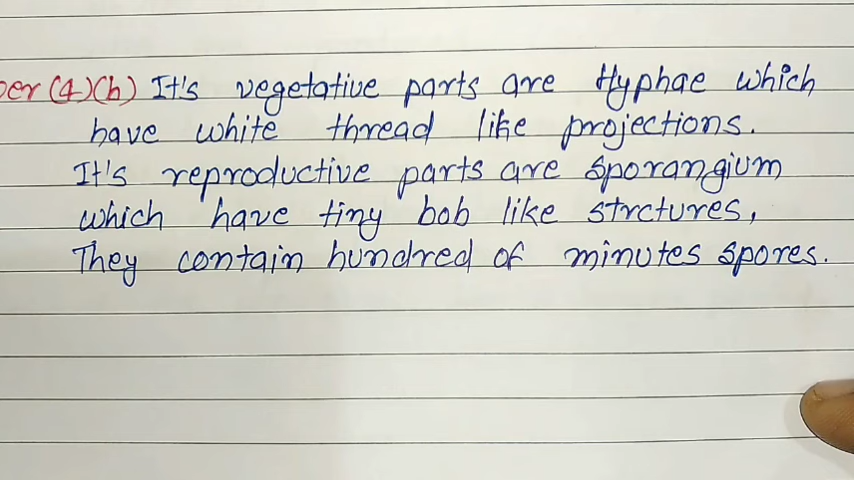 er (4)(h) It's vegetative parts are Hyphae which
have white thread like projections.
It's reproductive parts are sporangium
which have tiny bob like strctures,
They contain hundred of minutes spores.